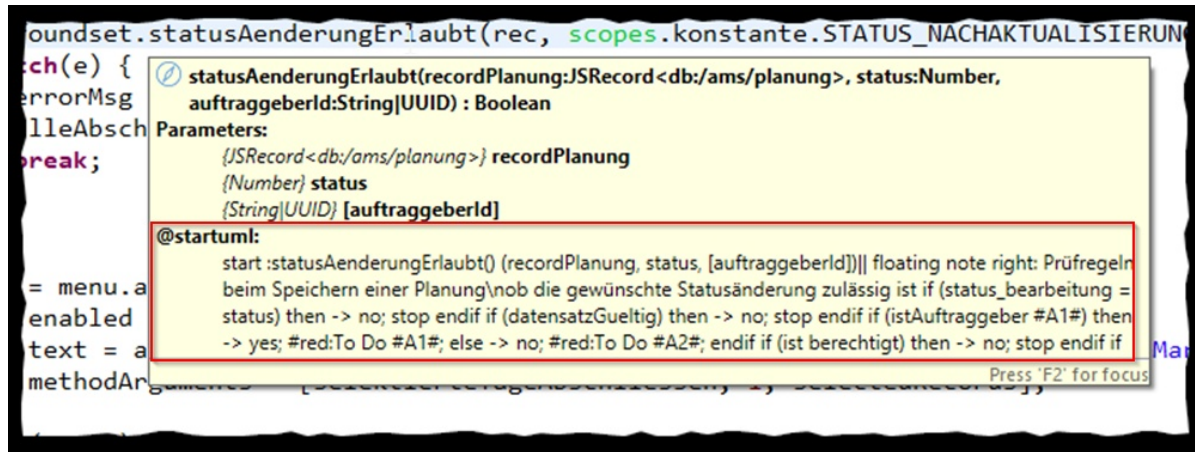 oundset.statusAenderungErlaubt(rec, scopes.konstante.STATUS_NACHAKTUALISIERUN
ch(e) {
errorMsg
lleAbsch
break;
statusAenderungErlaubt(recordPlanung:JSRecord<db:/ams/planung>, status:Number,
auftraggeberId:String|UUID) : Boolean
Parameters:
{JSRecord<db:/ams/planung>} recordPlanung
{Number} status
{String|UUID} [auftraggeberId]
@startuml:
start :statusAenderungErlaubt() (recordPlanung, status, [auftraggeberId])|| floating note right: Prüfregeln
beim Speichern einer Planung\nob die gewünschte Statusänderung zulässig ist if (status_bearbeitung =
status) then -> no; stop endif if (datensatzGueltig) then -> no; stop endif if (istAuftraggeber #A1#) then
-> yes; #red:To Do #A1#; else -> no; #red:To Do #A2#; endif if (ist berechtigt) then -> no; stop endif if
Press 'F2' for focus
= menu.a
enabled
text = a
Mar
methodAr